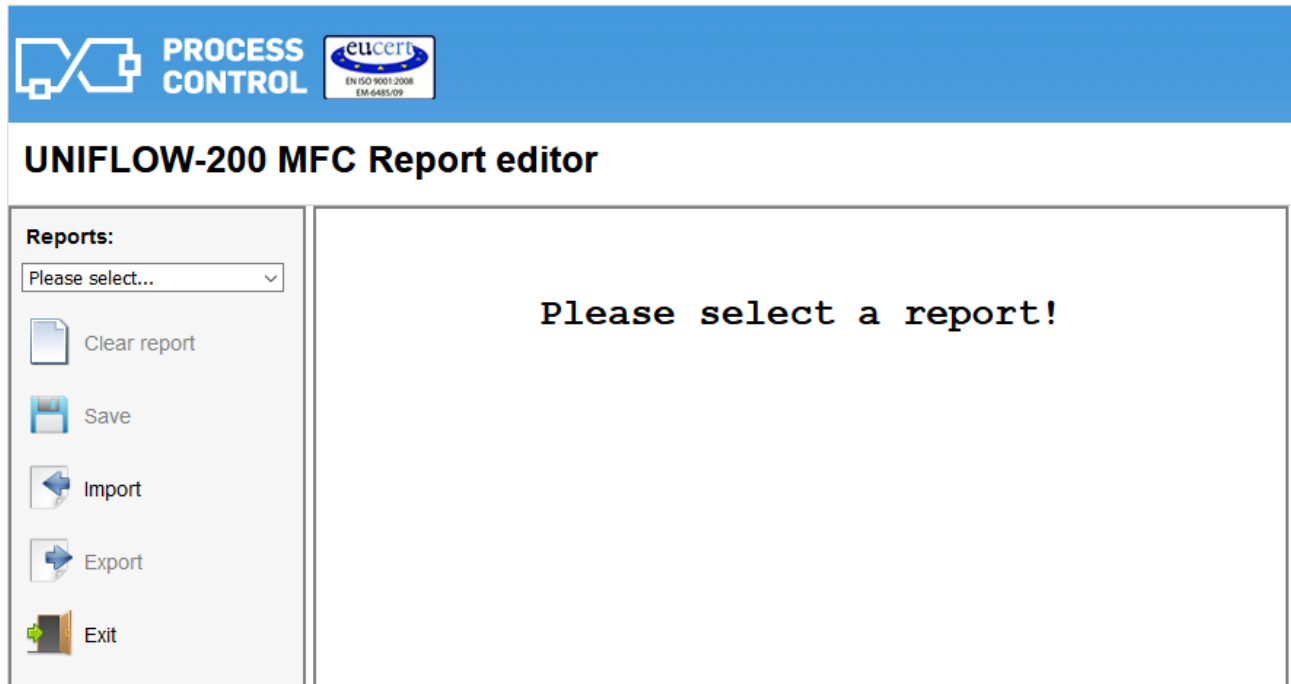 PROCESS
CONTROL
eucert
EN ISO 9001:2008
EM-6485/09
UNIFLOW-200 MFC Report editor
Reports:
Please select...
Please select a report!
Clear report
Save
Import
Export
Exit